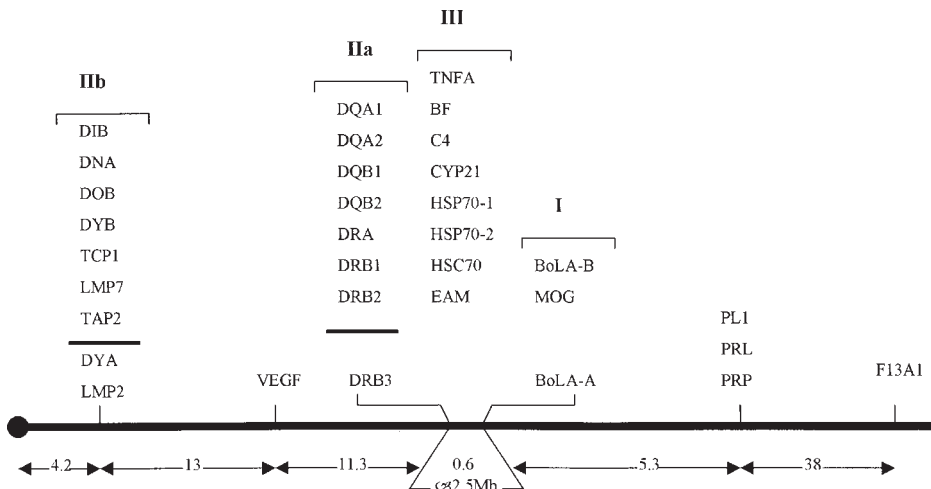 III
IIa
IIb
TNFA
DQA1
BF
DIB
DQA2
C4
DNA
DQB1
CYP21
DOB
DQB2
HSP70-1
I
DYB
DRA
HSP70-2
TCP1
DRB1
HSC70
BoLA-B
LMP7
DRB2
EAM
MOG
TAP2
PL1
DYA
PRL
LMP2
VEGF
DRB3
BoLA-A
PRP
F13A1
4.2
13
11.3
0.6
5.3
38